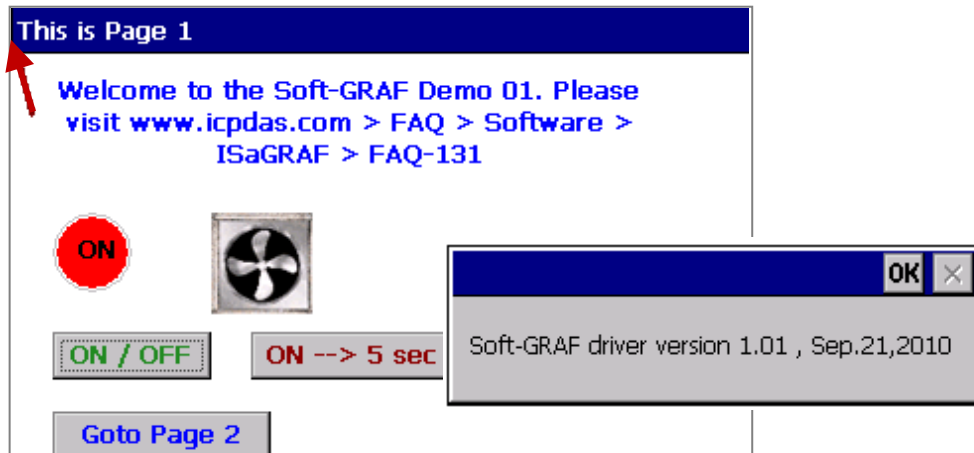 This is Page 1
Welcome to the Soft-GRAF Demo 01. Please
visit www.icpdas.com > FAQ > Software >
ISaGRAF > FAQ-131
ON
OK ×
Soft-GRAF driver version 1.01 , Sep.21,2010
ON / OFF
ON --> 5 sec
Goto Page 2